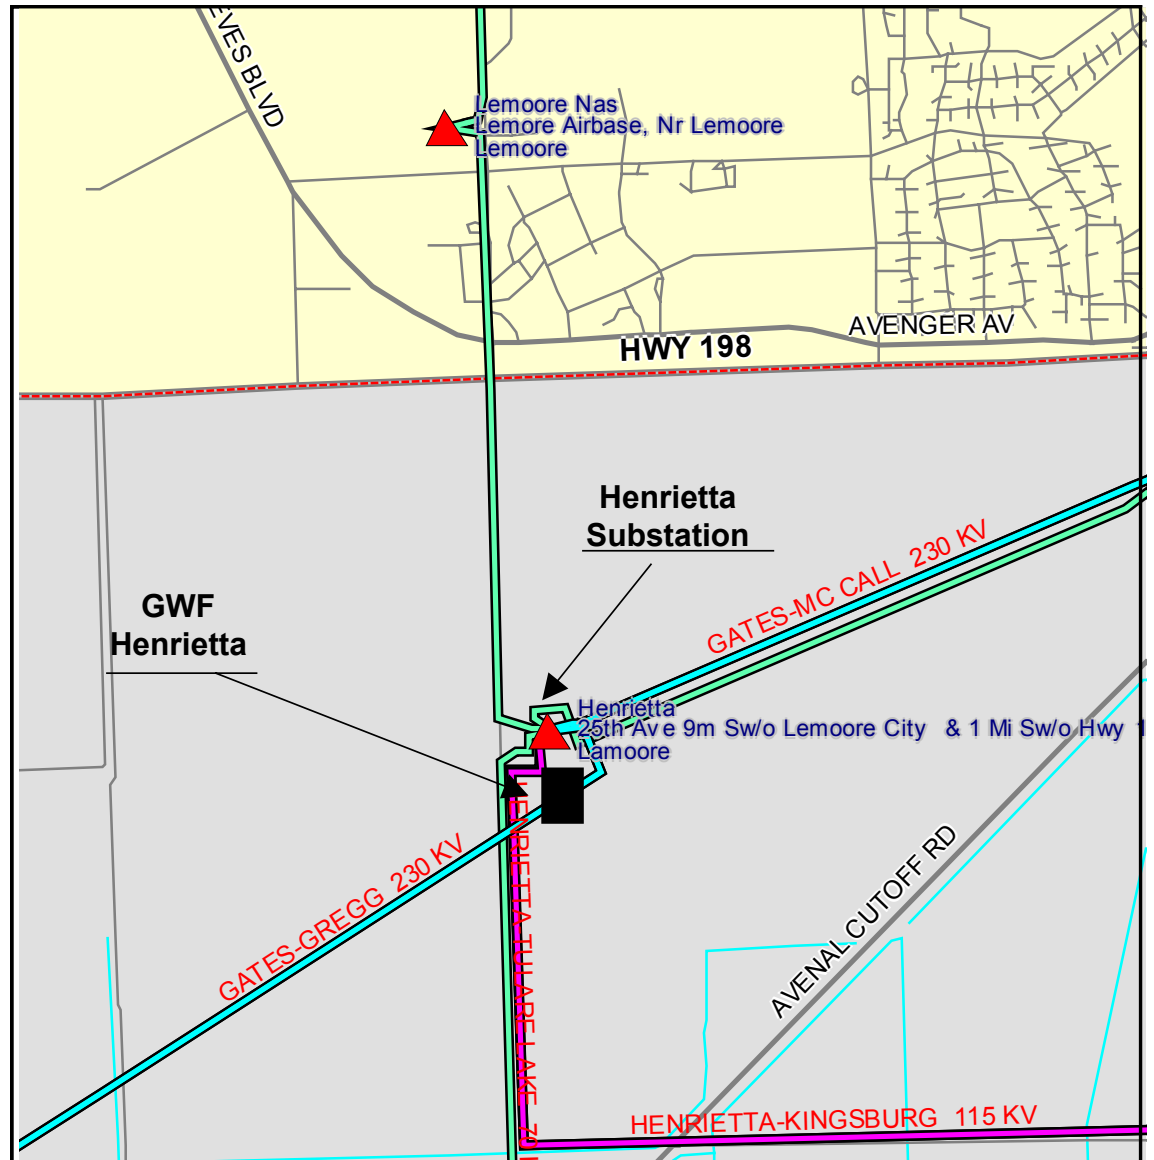 EVES BLVD
Lemoore Nas
Lemore Airbase, Nr Lemoore
Lemoore
AVENGER AV
HWY 198
Henrietta
Substation
GATES-MC CALL 230 KV
GWF
Henrietta
Henrietta
25th Ave 9m Sw/o Lemoore City & 1 Mi Sw/o Hwy 1
Lamoore
HENRIETTA-TULARE LAKE 70
GATES-GREGG 230 KV
AVENAL CUTOFF RD
HENRIETTA-KINGSBURG 115 KV